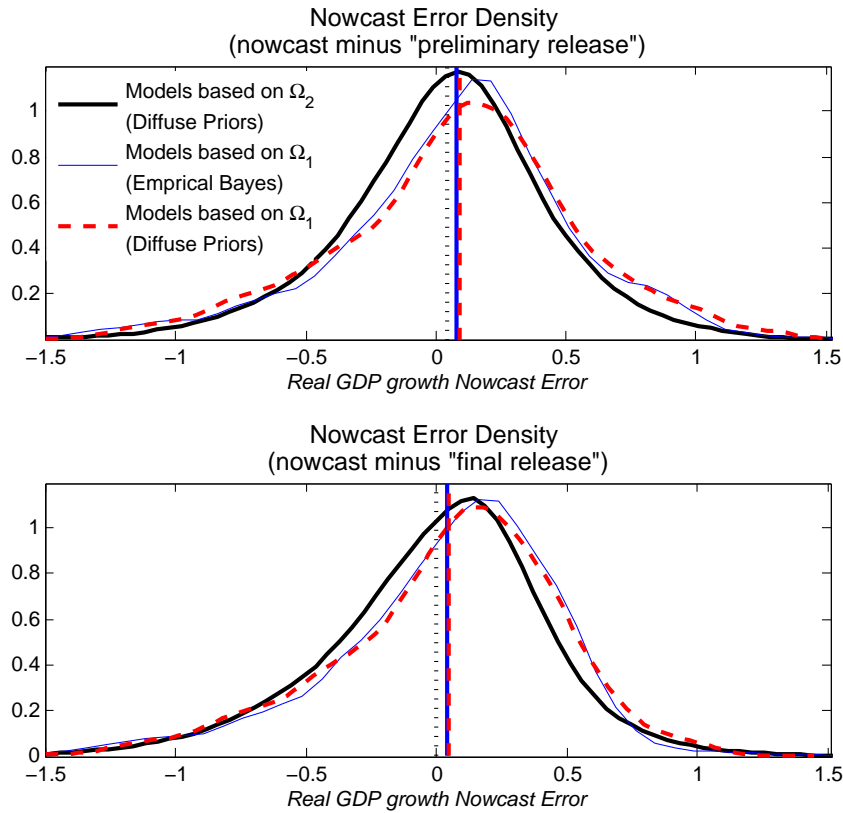 Nowcast Error Density
(nowcast minus "preliminary release")
Models based on Ω2
(Diffuse Priors)
Models based on Ω1
(Emprical Bayes)
Models based on Ω1
(Diffuse Priors)
1
0.8
0.6
0.4
0.2
−1.5 −1 −0.5 0 0.5 1 1.5
Real GDP growth Nowcast Error
Nowcast Error Density
(nowcast minus "final release")
1
0.8
0.6
0.4
0.2
0
−1.5 −1 −0.5 0 0.5 1 1.5
Real GDP growth Nowcast Error